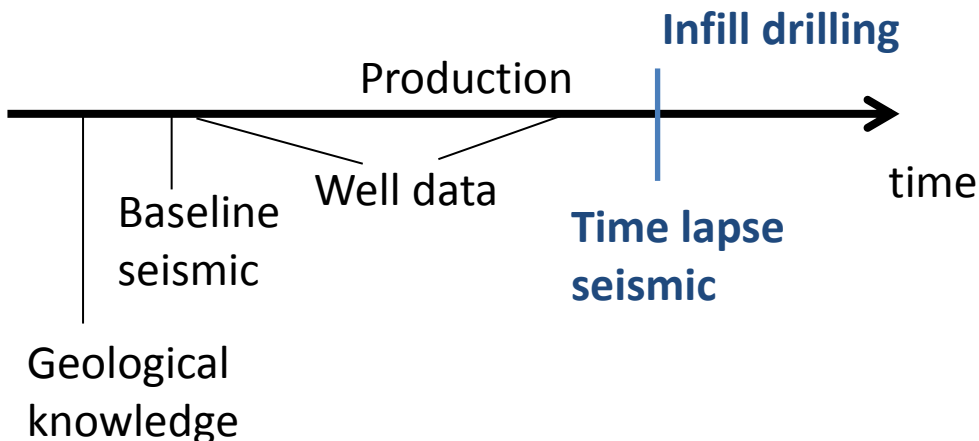 Infill drilling
Production
time
Well data
Baseline
seismic
Time lapse
seismic
Geological
knowledge